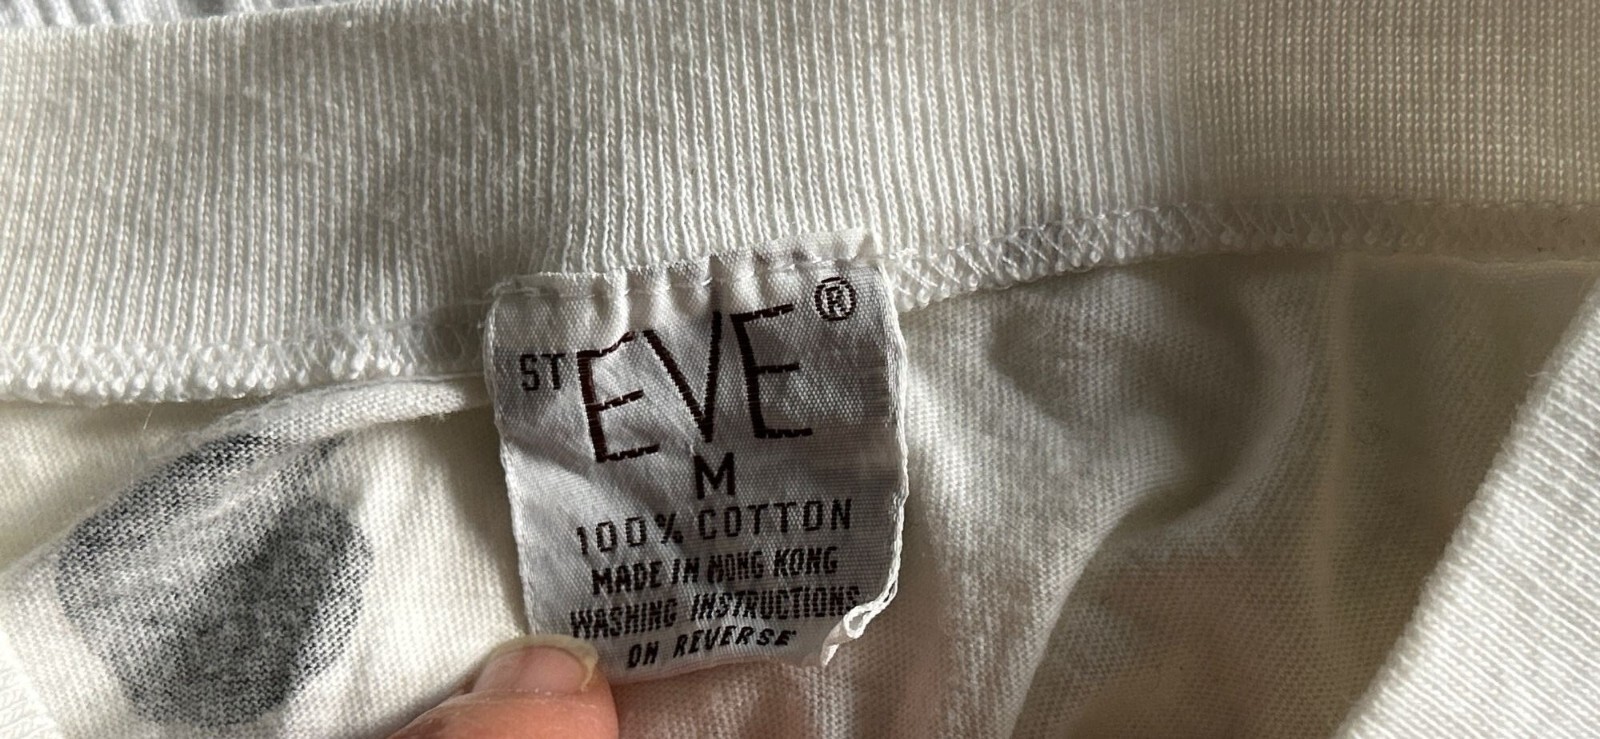 ST EVE®
M
100% COTTON
MADE IN HONG KONG
WASHING INSTRUCTIONS
ON REVERSE